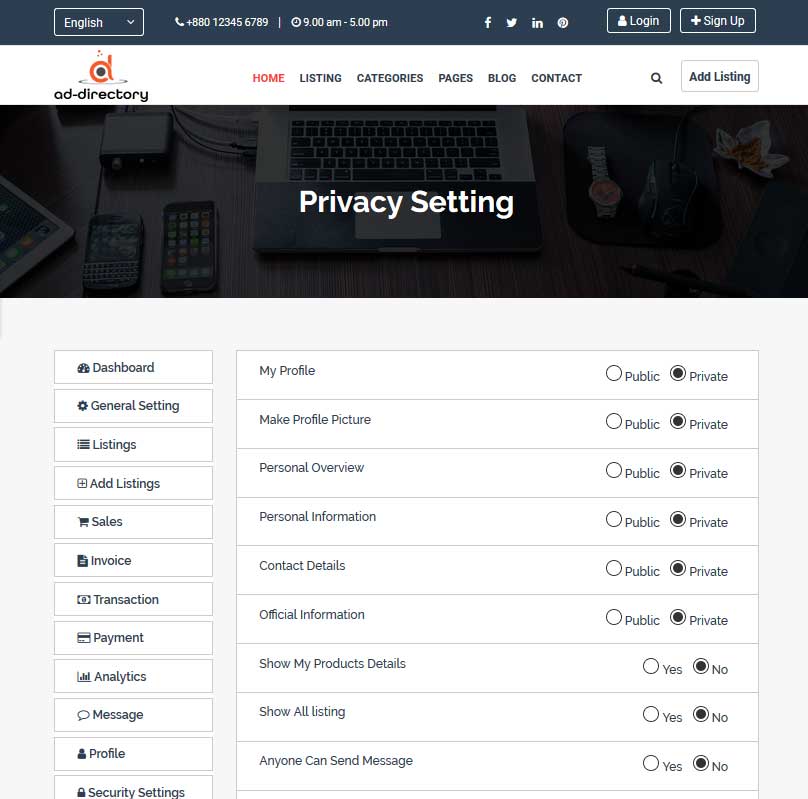 English
+880 12345 6789 | 9.00 am - 5.00 pm
Login
Sign Up
ad-directory
HOME LISTING CATEGORIES PAGES BLOG CONTACT
Add Listing
Privacy Setting
Dashboard
General Setting
Listings
Add Listings
Sales
Invoice
Transaction
Payment
Analytics
Message
Profile
Security Settings
My Profile Public Private
Make Profile Picture Public Private
Personal Overview Public Private
Personal Information Public Private
Contact Details Public Private
Official Information Public Private
Show My Products Details Yes No
Show All listing Yes No
Anyone Can Send Message Yes No